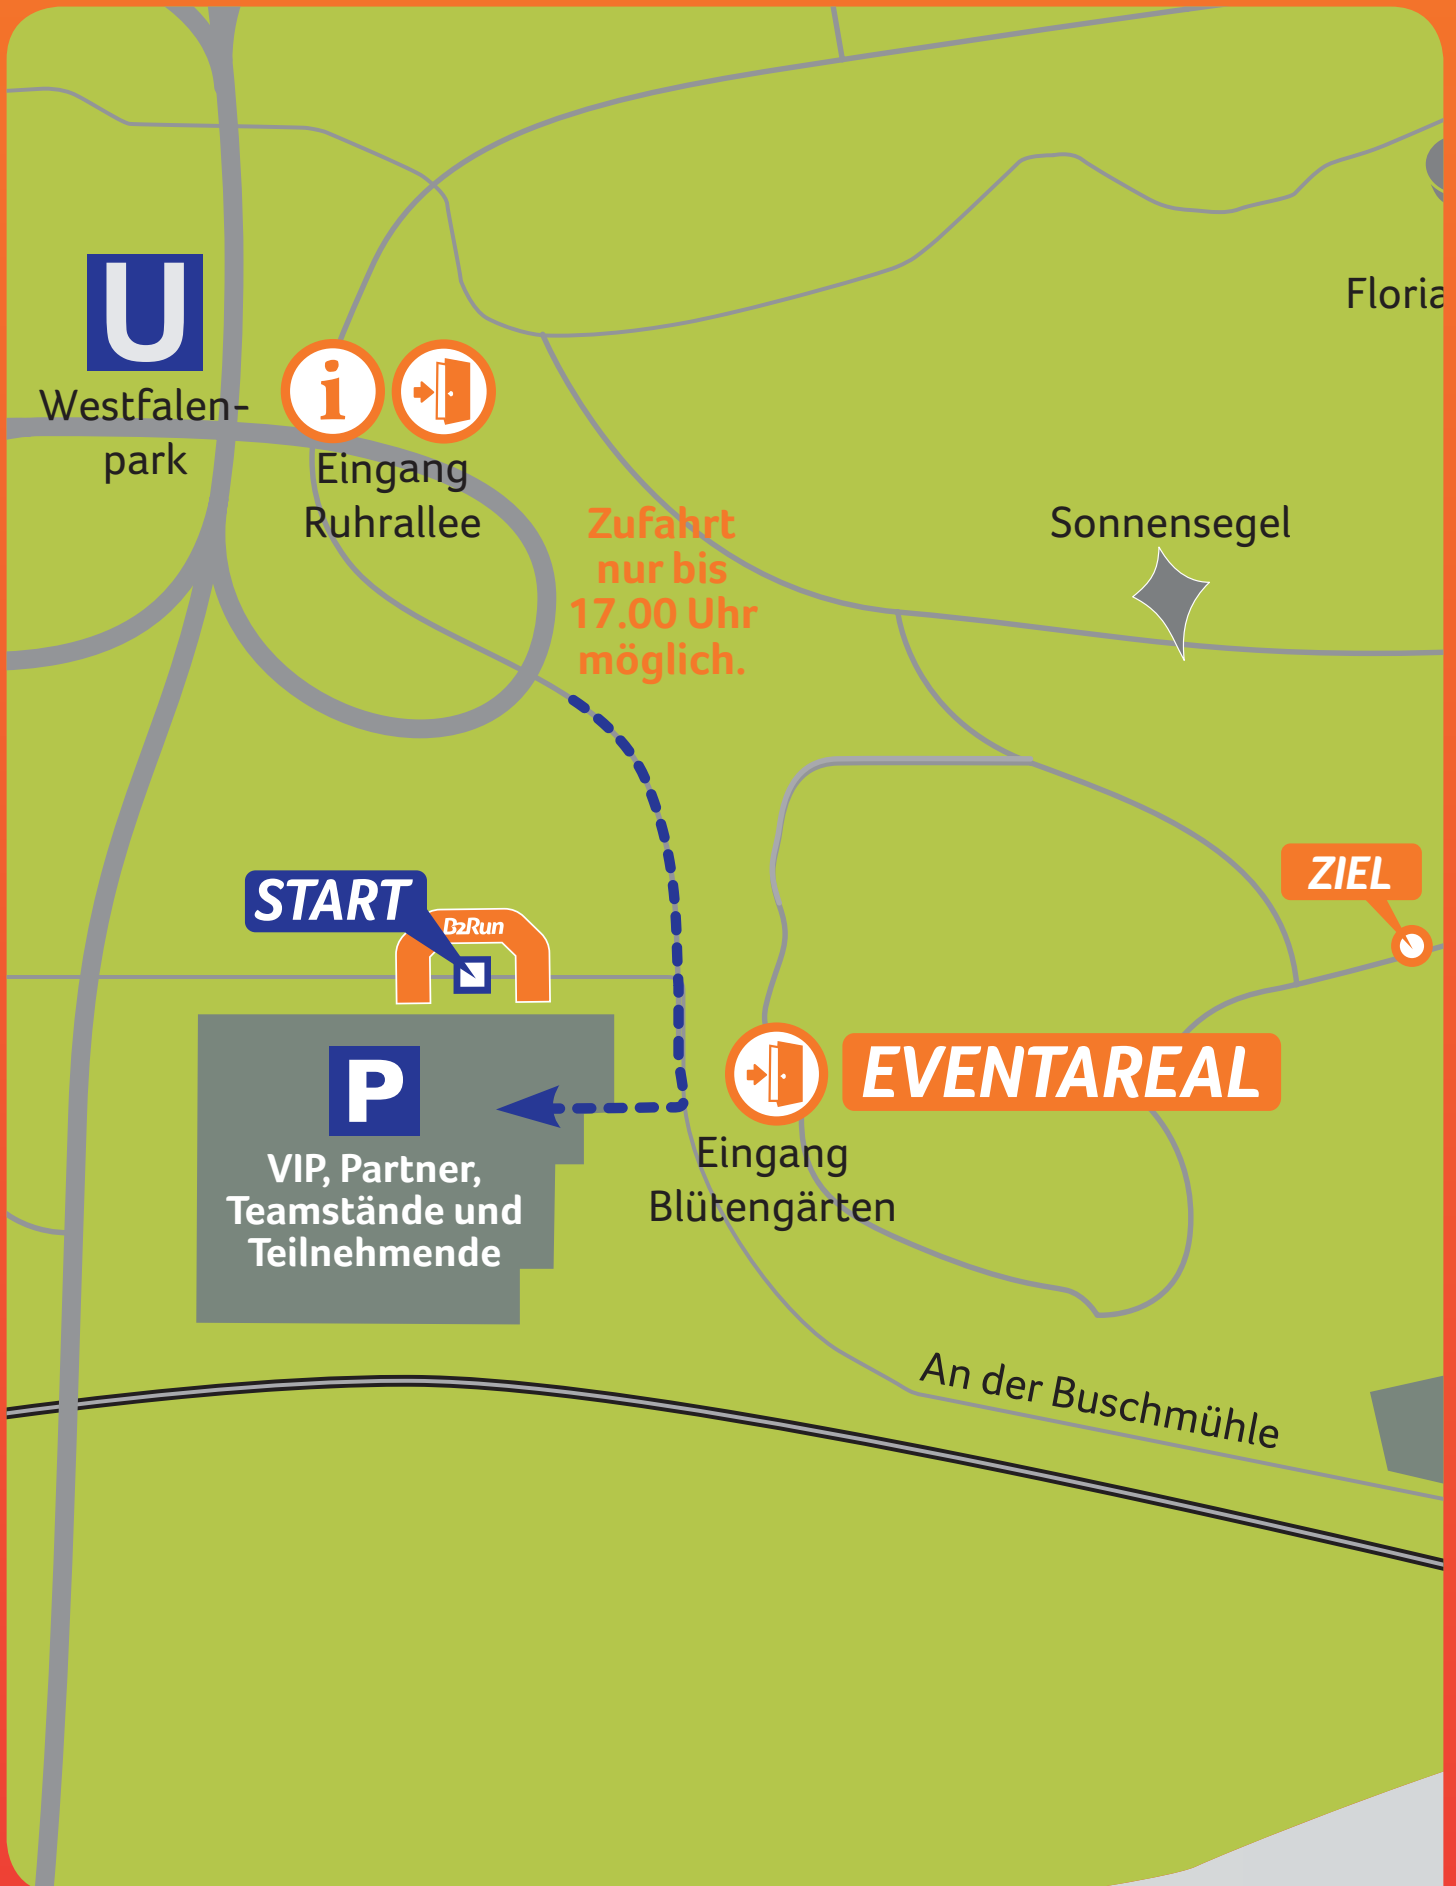 U
Westfalen-
park
i
Eingang
Ruhrallee
Zufahrt
nur bis
17.00 Uhr
möglich.
Floria
Sonnensegel
START
B2Run
ZIEL
P
VIP, Partner,
Teamstände und
Teilnehmende
EVENTAREAL
Eingang
Blütengärten
An der Buschmühle